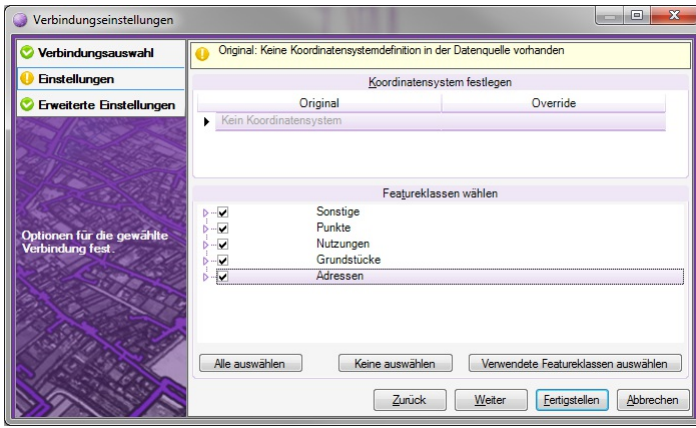 Verbindungseinstellungen
Verbindungsauswahl
Einstellungen
Erweiterte Einstellungen
Optionen für die gewählte
Verbindung fest.
Original: Keine Koordinatensystemdefinition in der Datenquelle vorhanden
Koordinatensystem festlegen
Original Override
Kein Koordinatensystem
Featureklassen wählen
Sonstige
Punkte
Nutzungen
Grundstücke
Adressen
Alle auswählen Keine auswählen Verwendete Featureklassen auswählen
Zurück Weiter Fertigstellen Abbrechen